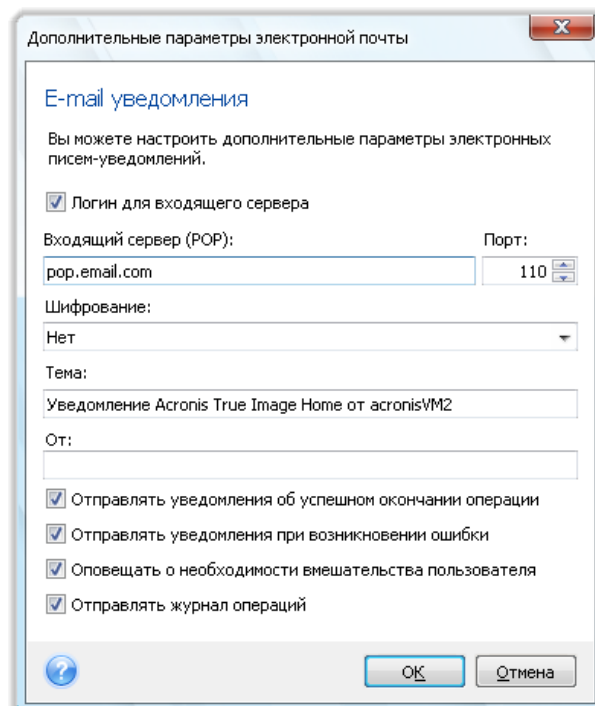 Дополнительные параметры электронной почты
E-mail уведомления
Вы можете настроить дополнительные параметры электронных
писем-уведомлений.
Логин для входящего сервера
Входящий сервер (POP): Порт:
pop.email.com 110
Шифрование:
Нет
Тема:
Уведомление Acronis True Image Home от acronisVM2
От:
Отправлять уведомления об успешном окончании операции
Отправлять уведомления при возникновении ошибки
Оповещать о необходимости вмешательства пользователя
Отправлять журнал операций
? ОК Отмена